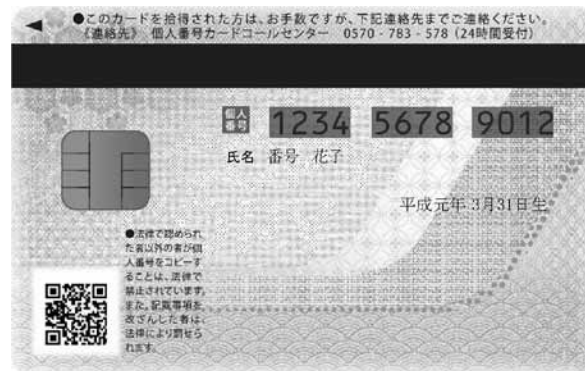 ●このカードを拾得された方は、お手数ですが、下記連絡先までご連絡ください。
《連絡先》 個人番号カードコールセンター 0570-783-578(24時間受付)
個人番号 1234 5678 9012
氏名 番号 花子
平成元年3月31日生
●法律で認められ
た者以外の者が個
人番号をコピーす
ることは、法律で
禁止されています。
また、記載事項を
改ざんした者は、
法律により罰せら
れます。